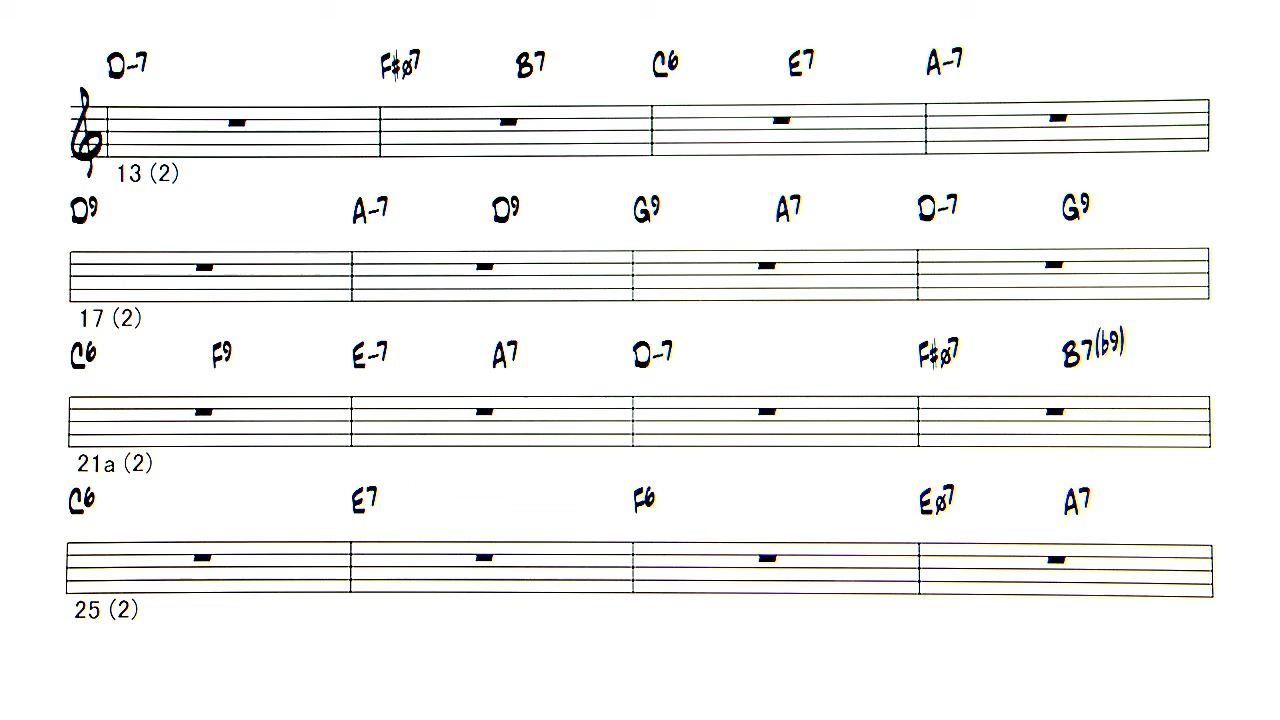 D-7 F#ø7 B7 C6 E7 A-7
13 (2)
D9 A-7 D9 G9 A7 D-7 G9
17 (2)
C6 F9 E-7 A7 D-7 F#ø7 B7(b9)
21a (2)
C6 E7 F6 Eø7 A7
25 (2)